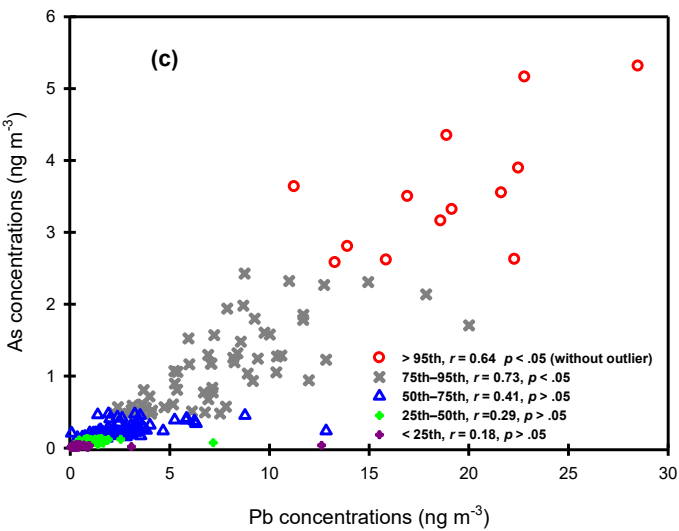 6
(c)
5
4
3
2
1
0
As concentrations (ng m⁻³)
> 95th, r = 0.64 p < .05 (without outlier)
75th–95th, r = 0.73, p < .05
50th–75th, r = 0.41, p > .05
25th–50th, r =0.29, p > .05
< 25th, r = 0.18, p > .05
0 5 10 15 20 25 30
Pb concentrations (ng m⁻³)